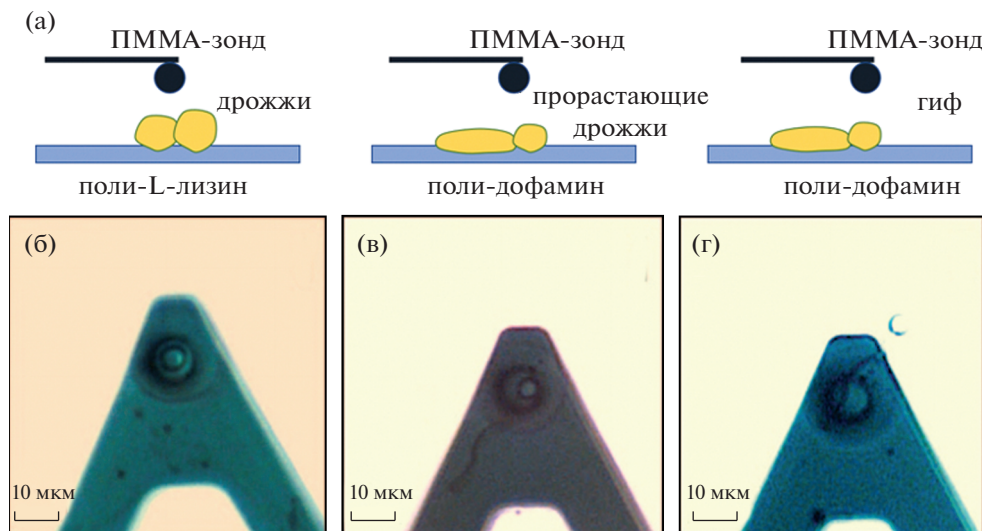 (а)
ПММА-зонд
дрожжи
поли-L-лизин
ПММА-зонд
прорастающие
дрожжи
поли-дофамин
ПММА-зонд
гиф
поли-дофамин
(б)
10 мкм
(в)
10 мкм
(г)
10 мкм